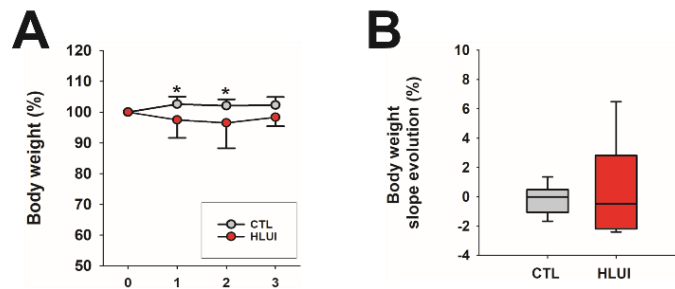 A
Body weight (%)
120
110
100
90
80
70
60
50
* *
CTL
HLUI
0 1 2 3
B
Body weight
slope evolution (%)
10
8
6
4
2
0
-2
-4
CTL HLUI